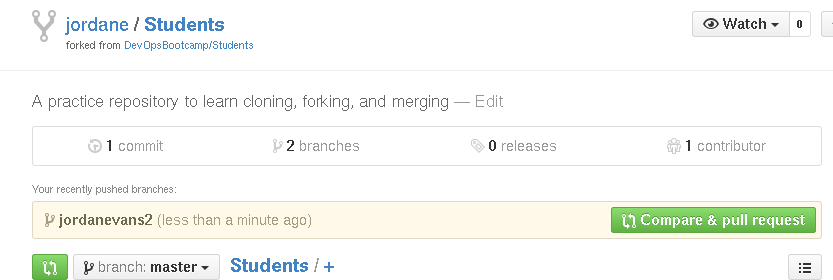 jordane / Students
Watch 0
forked from DevOpsBootcamp/Students
A practice repository to learn cloning, forking, and merging — Edit
1 commit 2 branches 0 releases 1 contributor
Your recently pushed branches:
jordanevans2 (less than a minute ago) Compare & pull request
branch: master Students / +